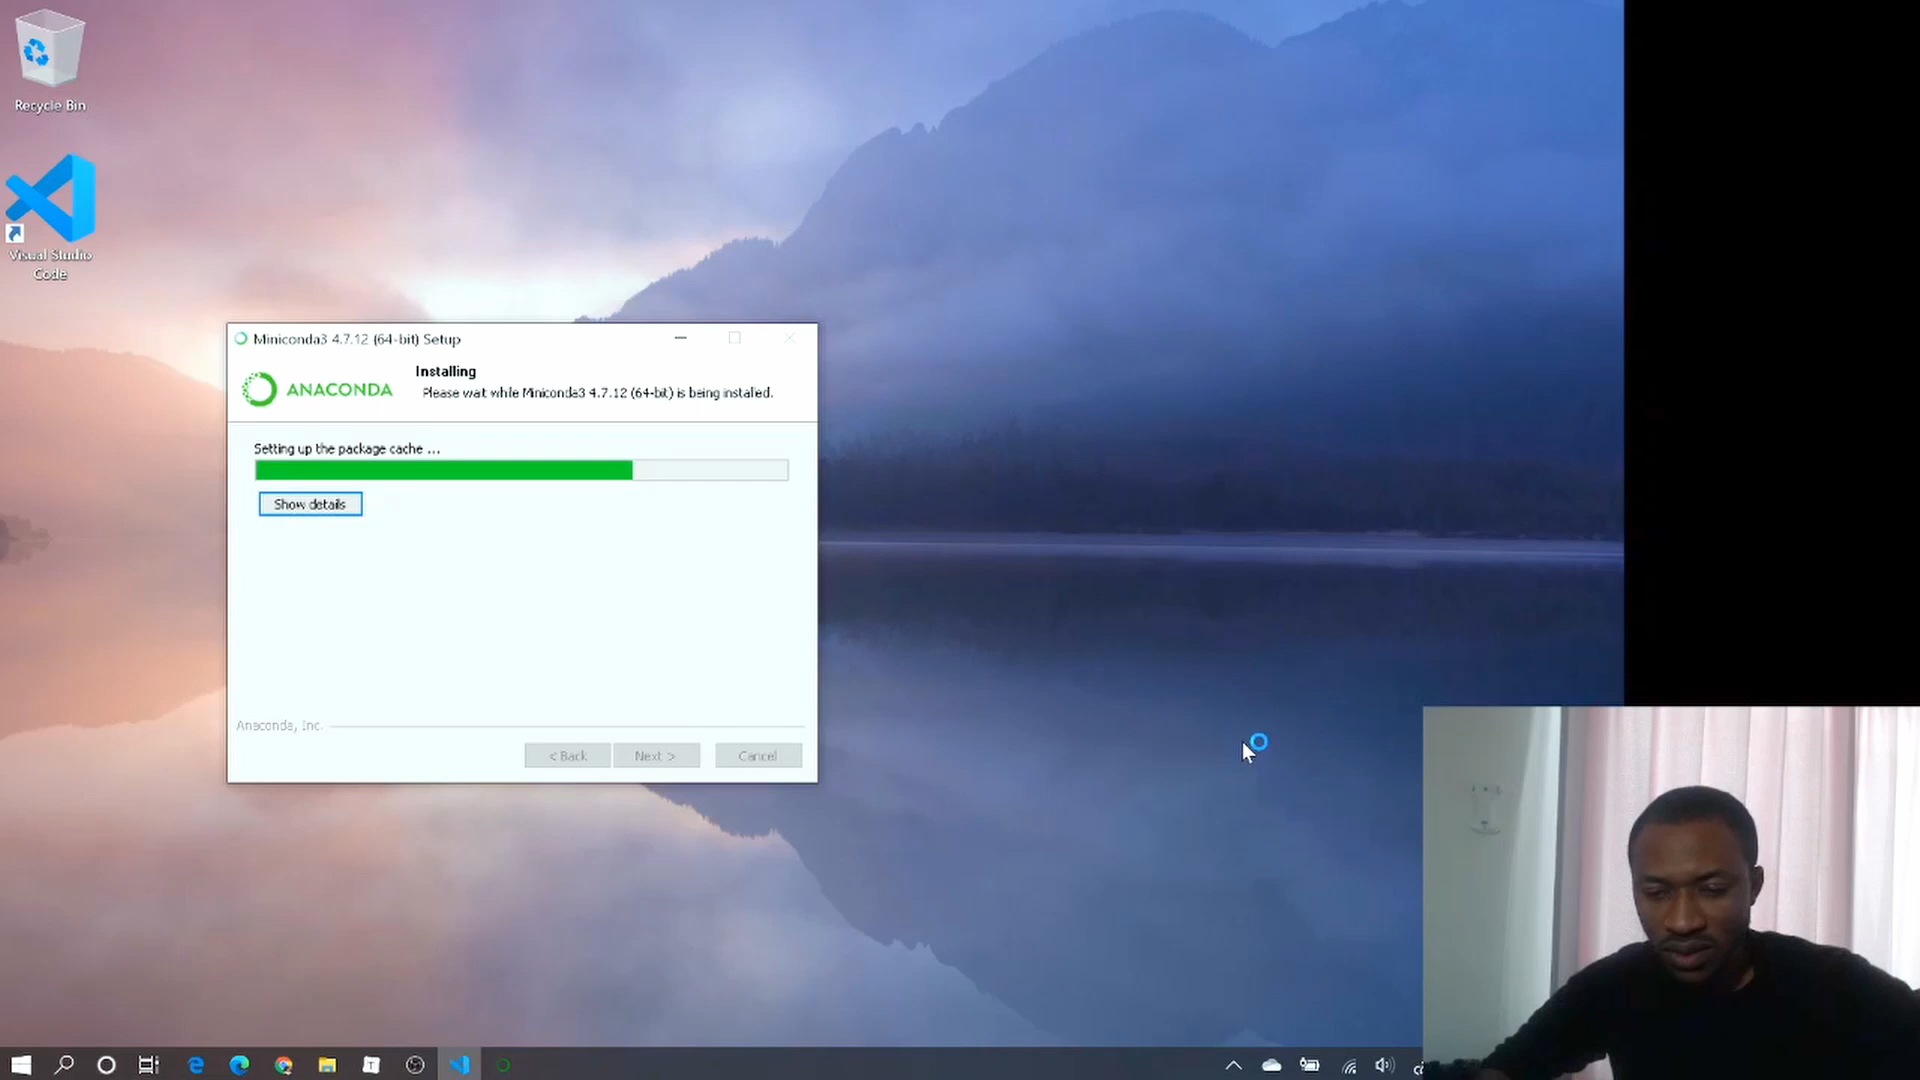 Recycle Bin
Visual Studio
Code
Miniconda3 4.7.12 (64-bit) Setup
ANACONDA
Installing
Please wait while Miniconda3 4.7.12 (64-bit) is being installed.
Setting up the package cache ...
Show details
Anaconda, Inc.
< Back
Next >
Cancel